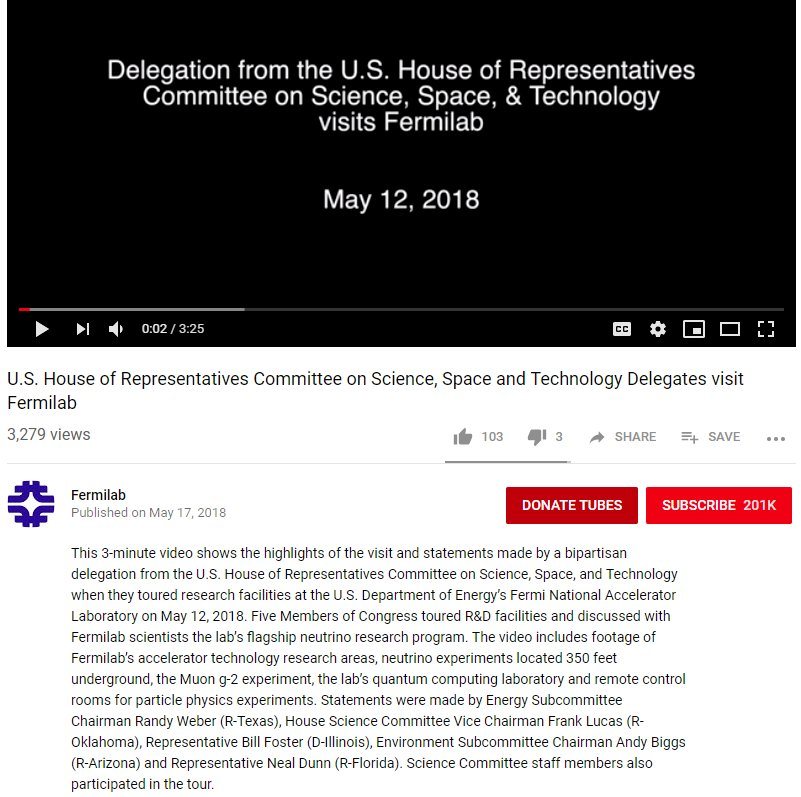 Delegation from the U.S. House of Representatives
Committee on Science, Space, & Technology
visits Fermilab
May 12, 2018
0:02 / 3:25
CC
U.S. House of Representatives Committee on Science, Space and Technology Delegates visit
Fermilab
3,279 views
103
3
SHARE
SAVE
Fermilab
Published on May 17, 2018
DONATE TUBES
SUBSCRIBE 201K
This 3-minute video shows the highlights of the visit and statements made by a bipartisan
delegation from the U.S. House of Representatives Committee on Science, Space, and Technology
when they toured research facilities at the U.S. Department of Energy's Fermi National Accelerator
Laboratory on May 12, 2018. Five Members of Congress toured R&D facilities and discussed with
Fermilab scientists the lab's flagship neutrino research program. The video includes footage of
Fermilab's accelerator technology research areas, neutrino experiments located 350 feet
underground, the Muon g-2 experiment, the lab's quantum computing laboratory and remote control
rooms for particle physics experiments. Statements were made by Energy Subcommittee
Chairman Randy Weber (R-Texas), House Science Committee Vice Chairman Frank Lucas (R-
Oklahoma), Representative Bill Foster (D-Illinois), Environment Subcommittee Chairman Andy Biggs
(R-Arizona) and Representative Neal Dunn (R-Florida). Science Committee staff members also
participated in the tour.